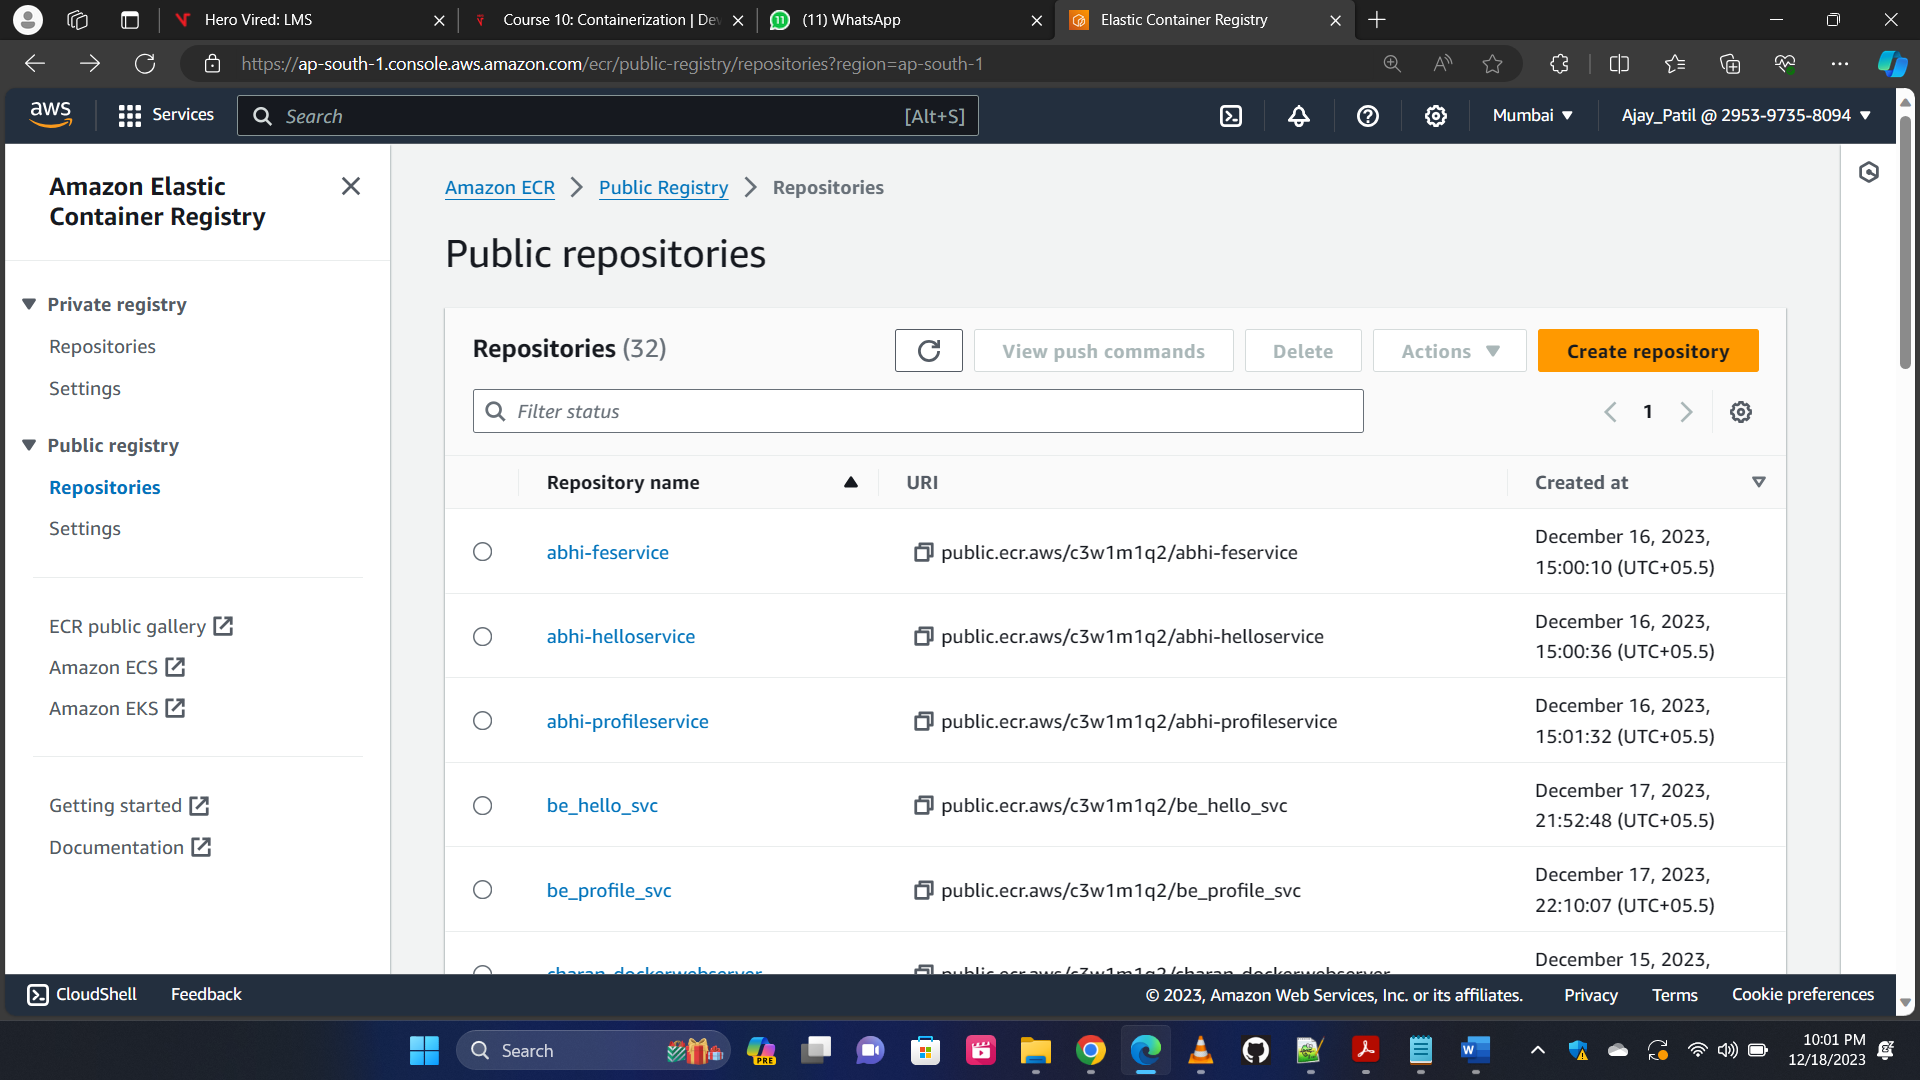 Hero Vired: LMS
Course 10: Containerization | Dev
(11) WhatsApp
Elastic Container Registry
https://ap-south-1.console.aws.amazon.com/ecr/public-registry/repositories?region=ap-south-1
aws
Services
Search
[Alt+S]
Mumbai
Ajay_Patil @ 2953-9735-8094
Amazon Elastic
Container Registry
Private registry
Repositories
Settings
Public registry
Repositories
Settings
ECR public gallery
Amazon ECS
Amazon EKS
Getting started
Documentation
Amazon ECR
Public Registry
Repositories
Public repositories
Repositories (32)
View push commands
Delete
Actions
Create repository
Filter status
1
Repository name
URI
Created at
abhi-feservice
public.ecr.aws/c3w1m1q2/abhi-feservice
December 16, 2023,
15:00:10 (UTC+05.5)
abhi-helloservice
public.ecr.aws/c3w1m1q2/abhi-helloservice
December 16, 2023,
15:00:36 (UTC+05.5)
abhi-profileservice
public.ecr.aws/c3w1m1q2/abhi-profileservice
December 16, 2023,
15:01:32 (UTC+05.5)
be_hello_svc
public.ecr.aws/c3w1m1q2/be_hello_svc
December 17, 2023,
21:52:48 (UTC+05.5)
be_profile_svc
public.ecr.aws/c3w1m1q2/be_profile_svc
December 17, 2023,
22:10:07 (UTC+05.5)
charan-dockerwebserver
public.ecr.aws/c3w1m1q2/charan-dockerwebserver
December 15, 2023,
CloudShell
Feedback
© 2023, Amazon Web Services, Inc. or its affiliates.
Privacy
Terms
Cookie preferences
Search
PRE
10:01 PM
12/18/2023